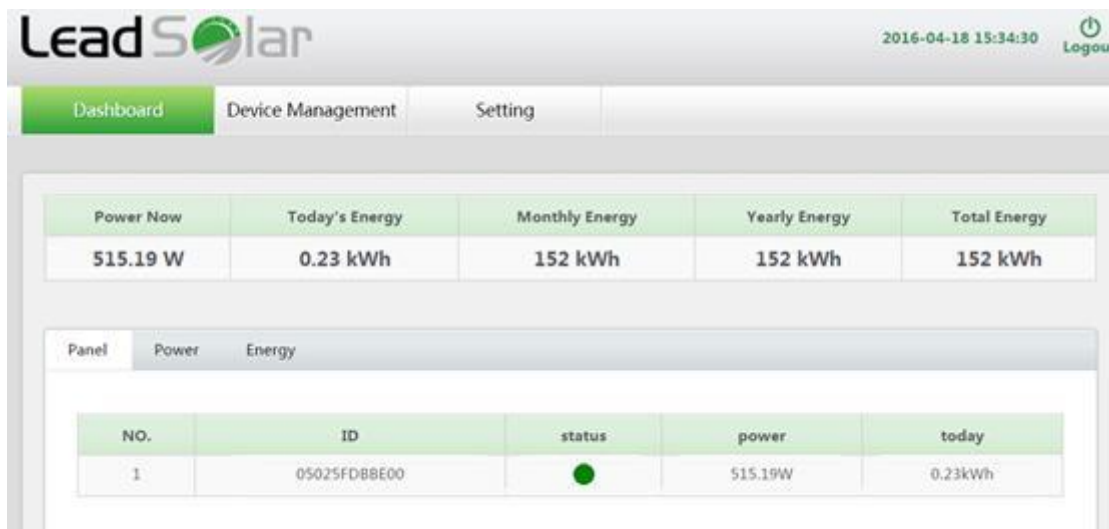 LeadSolar
2016-04-18 15:34:30
Logou
Dashboard Device Management Setting
Power Now Today's Energy Monthly Energy Yearly Energy Total Energy
515.19 W 0.23 kWh 152 kWh 152 kWh 152 kWh
Panel Power Energy
NO. ID status power today
1 05025FDBBE00 515.19W 0.23kWh